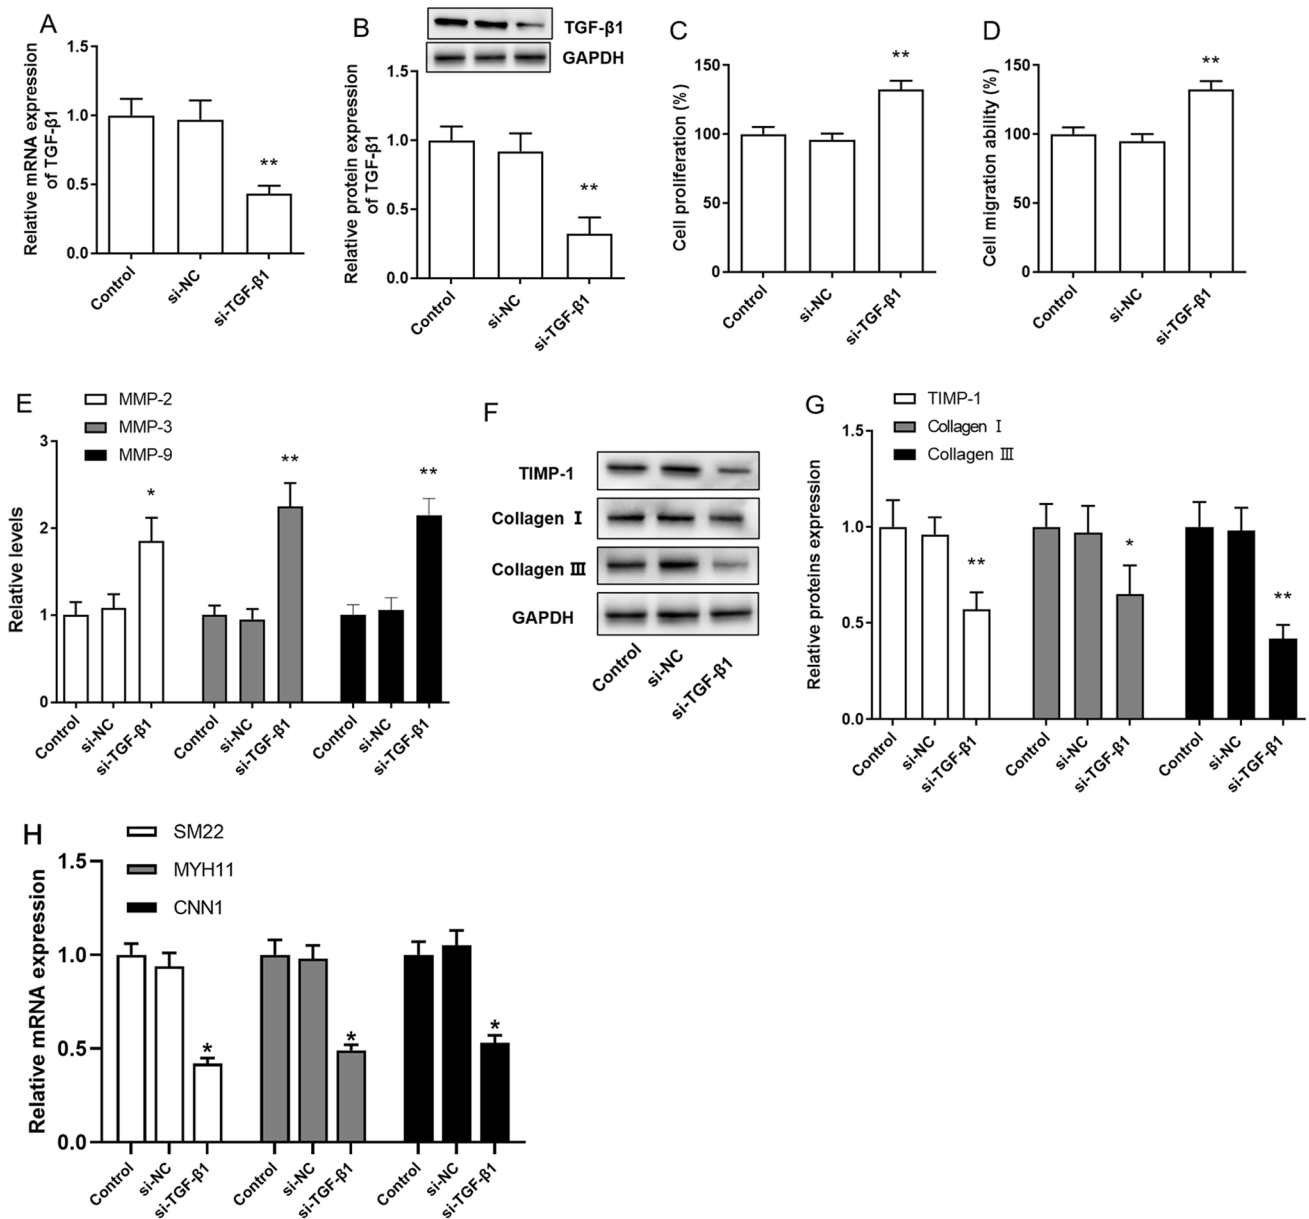 A
Relative mRNA expression
of TGF-β1
1.5
1.0
0.5
0.0
**
Control
si-NC
si-TGF-β1
B
TGF-β1
GAPDH
Relative protein expression
of TGF-β1
1.5
1.0
0.5
0.0
**
Control
si-NC
si-TGF-β1
C
Cell proliferation (%)
150
100
50
0
**
Control
si-NC
si-TGF-β1
D
Cell migration ability (%)
150
100
50
0
**
Control
si-NC
si-TGF-β1
E
MMP-2
MMP-3
MMP-9
Relative levels
3
2
1
0
*
**
**
Control
si-NC
si-TGF-β1
Control
si-NC
si-TGF-β1
Control
si-NC
si-TGF-β1
F
TIMP-1
Collagen Ⅰ
Collagen Ⅲ
GAPDH
Control
si-NC
si-TGF-β1
G
TIMP-1
Collagen Ⅰ
Collagen Ⅲ
Relative proteins expression
1.5
1.0
0.5
0.0
**
*
**
Control
si-NC
si-TGF-β1
Control
si-NC
si-TGF-β1
Control
si-NC
si-TGF-β1
H
SM22
MYH11
CNN1
Relative mRNA expression
1.5
1.0
0.5
0.0
*
*
*
Control
si-NC
si-TGF-β1
Control
si-NC
si-TGF-β1
Control
si-NC
si-TGF-β1